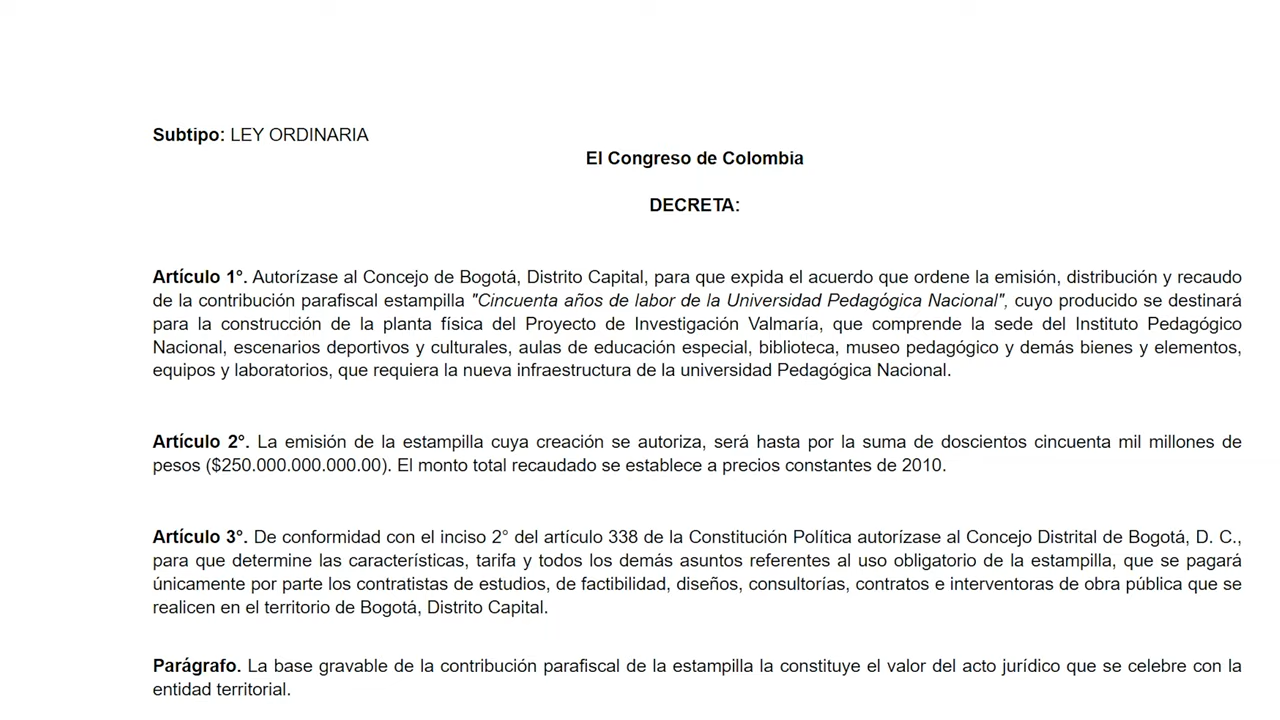 Subtipo: LEY ORDINARIA
El Congreso de Colombia
DECRETA:
Artículo 1°. Autorízase al Concejo de Bogotá, Distrito Capital, para que expida el acuerdo que ordene la emisión, distribución y recaudo
de la contribución parafiscal estampilla "Cincuenta años de labor de la Universidad Pedagógica Nacional", cuyo producido se destinará
para la construcción de la planta física del Proyecto de Investigación Valmaría, que comprende la sede del Instituto Pedagógico
Nacional, escenarios deportivos y culturales, aulas de educación especial, biblioteca, museo pedagógico y demás bienes y elementos,
equipos y laboratorios, que requiera la nueva infraestructura de la universidad Pedagógica Nacional.
Artículo 2°. La emisión de la estampilla cuya creación se autoriza, será hasta por la suma de doscientos cincuenta mil millones de
pesos ($250.000.000.000.00). El monto total recaudado se establece a precios constantes de 2010.
Artículo 3°. De conformidad con el inciso 2° del artículo 338 de la Constitución Política autorízase al Concejo Distrital de Bogotá, D. C.,
para que determine las características, tarifa y todos los demás asuntos referentes al uso obligatorio de la estampilla, que se pagará
únicamente por parte los contratistas de estudios, de factibilidad, diseños, consultorías, contratos e interventoras de obra pública que se
realicen en el territorio de Bogotá, Distrito Capital.
Parágrafo. La base gravable de la contribución parafiscal de la estampilla la constituye el valor del acto jurídico que se celebre con la
entidad territorial.